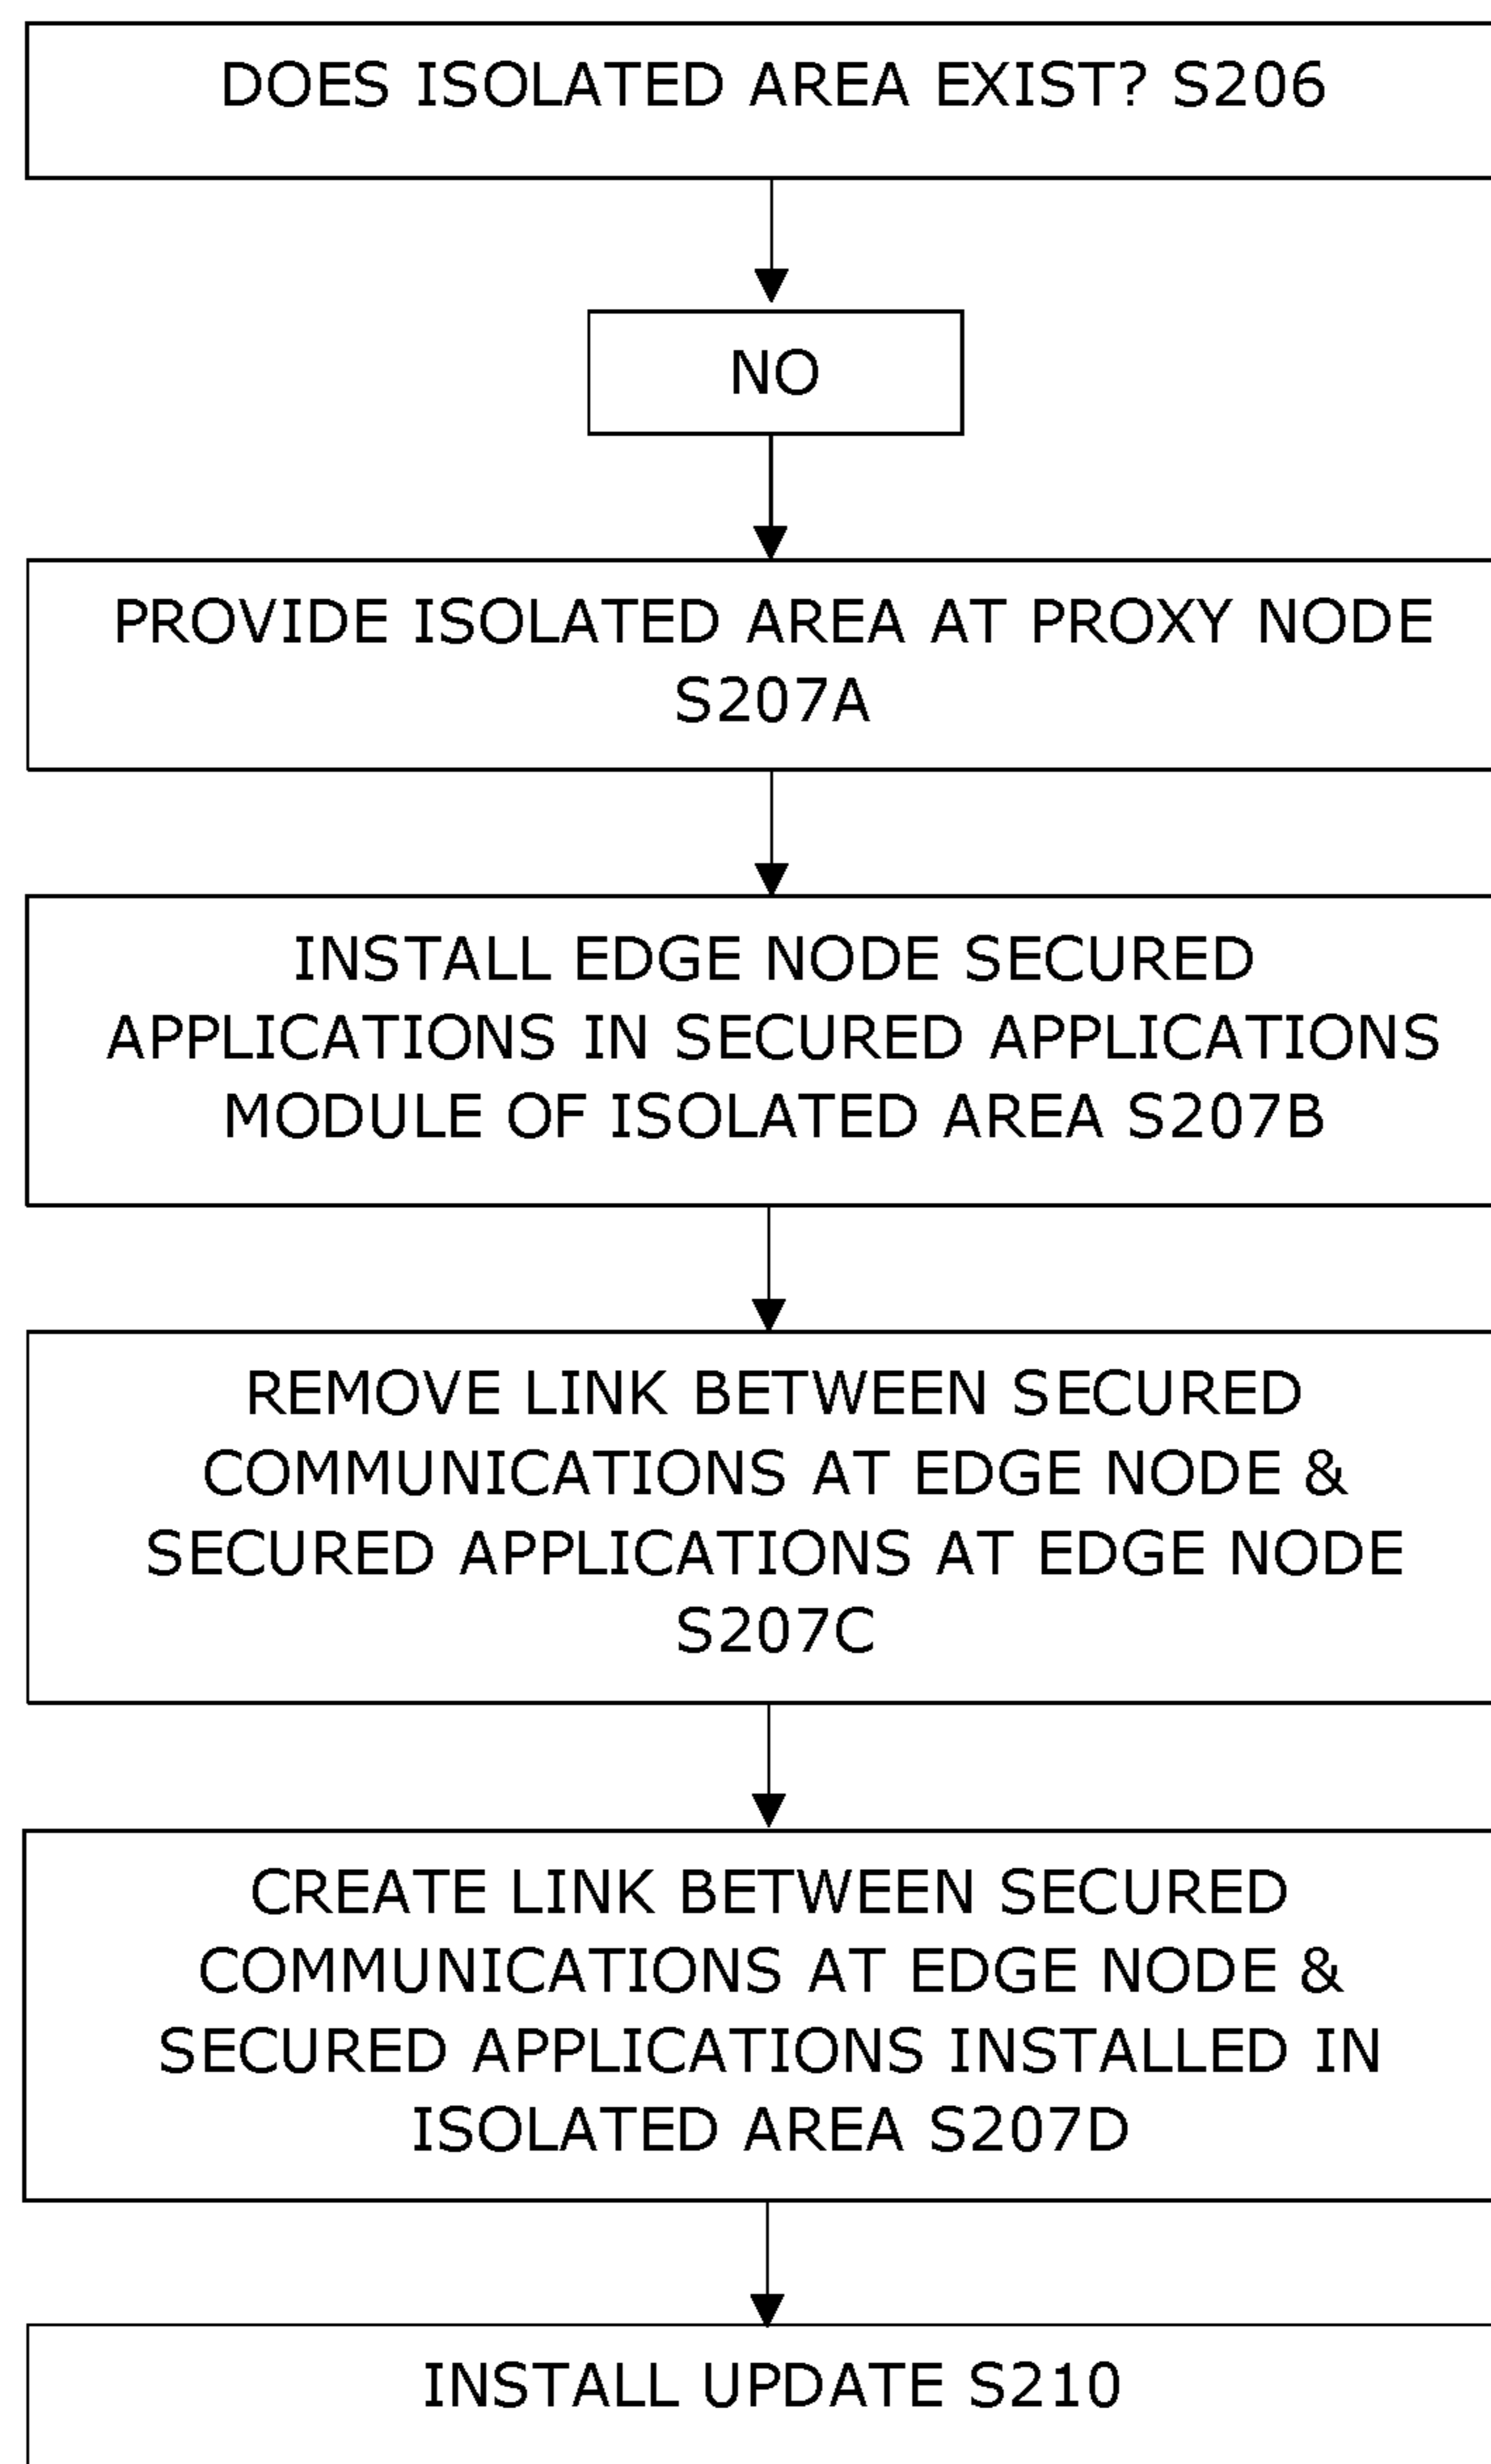 DOES ISOLATED AREA EXIST? S206
NO
PROVIDE ISOLATED AREA AT PROXY NODE
S207A
INSTALL EDGE NODE SECURED
APPLICATIONS IN SECURED APPLICATIONS
MODULE OF ISOLATED AREA S207B
REMOVE LINK BETWEEN SECURED
COMMUNICATIONS AT EDGE NODE &
SECURED APPLICATIONS AT EDGE NODE
S207C
CREATE LINK BETWEEN SECURED
COMMUNICATIONS AT EDGE NODE &
SECURED APPLICATIONS INSTALLED IN
ISOLATED AREA S207D
INSTALL UPDATE S210